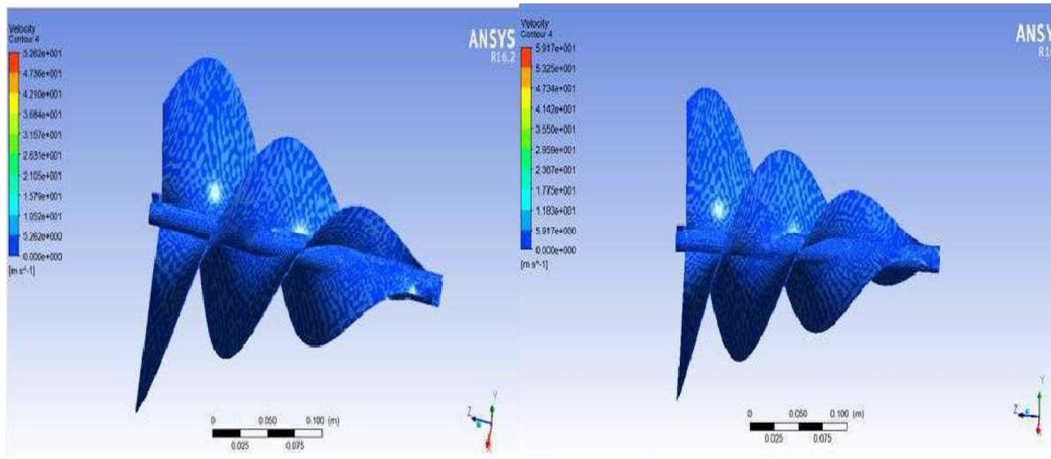 Velocity
Contour 4
5.262e+001
4.736e+001
4.210e+001
3.684e+001
3.157e+001
2.631e+001
2.105e+001
1.579e+001
1.052e+001
5.262e+000
0.000e+000
[m s^-1]
ANSYS
R16.2
0 0.050 0.100 (m)
0.025 0.075
Z Y
Velocity
Contour 4
5.917e+001
5.325e+001
4.734e+001
4.142e+001
3.550e+001
2.959e+001
2.367e+001
1.775e+001
1.183e+001
5.917e+000
0.000e+000
[m s^-1]
ANSY
R1
0 0.050 0.100 (m)
0.025 0.075
Z Y